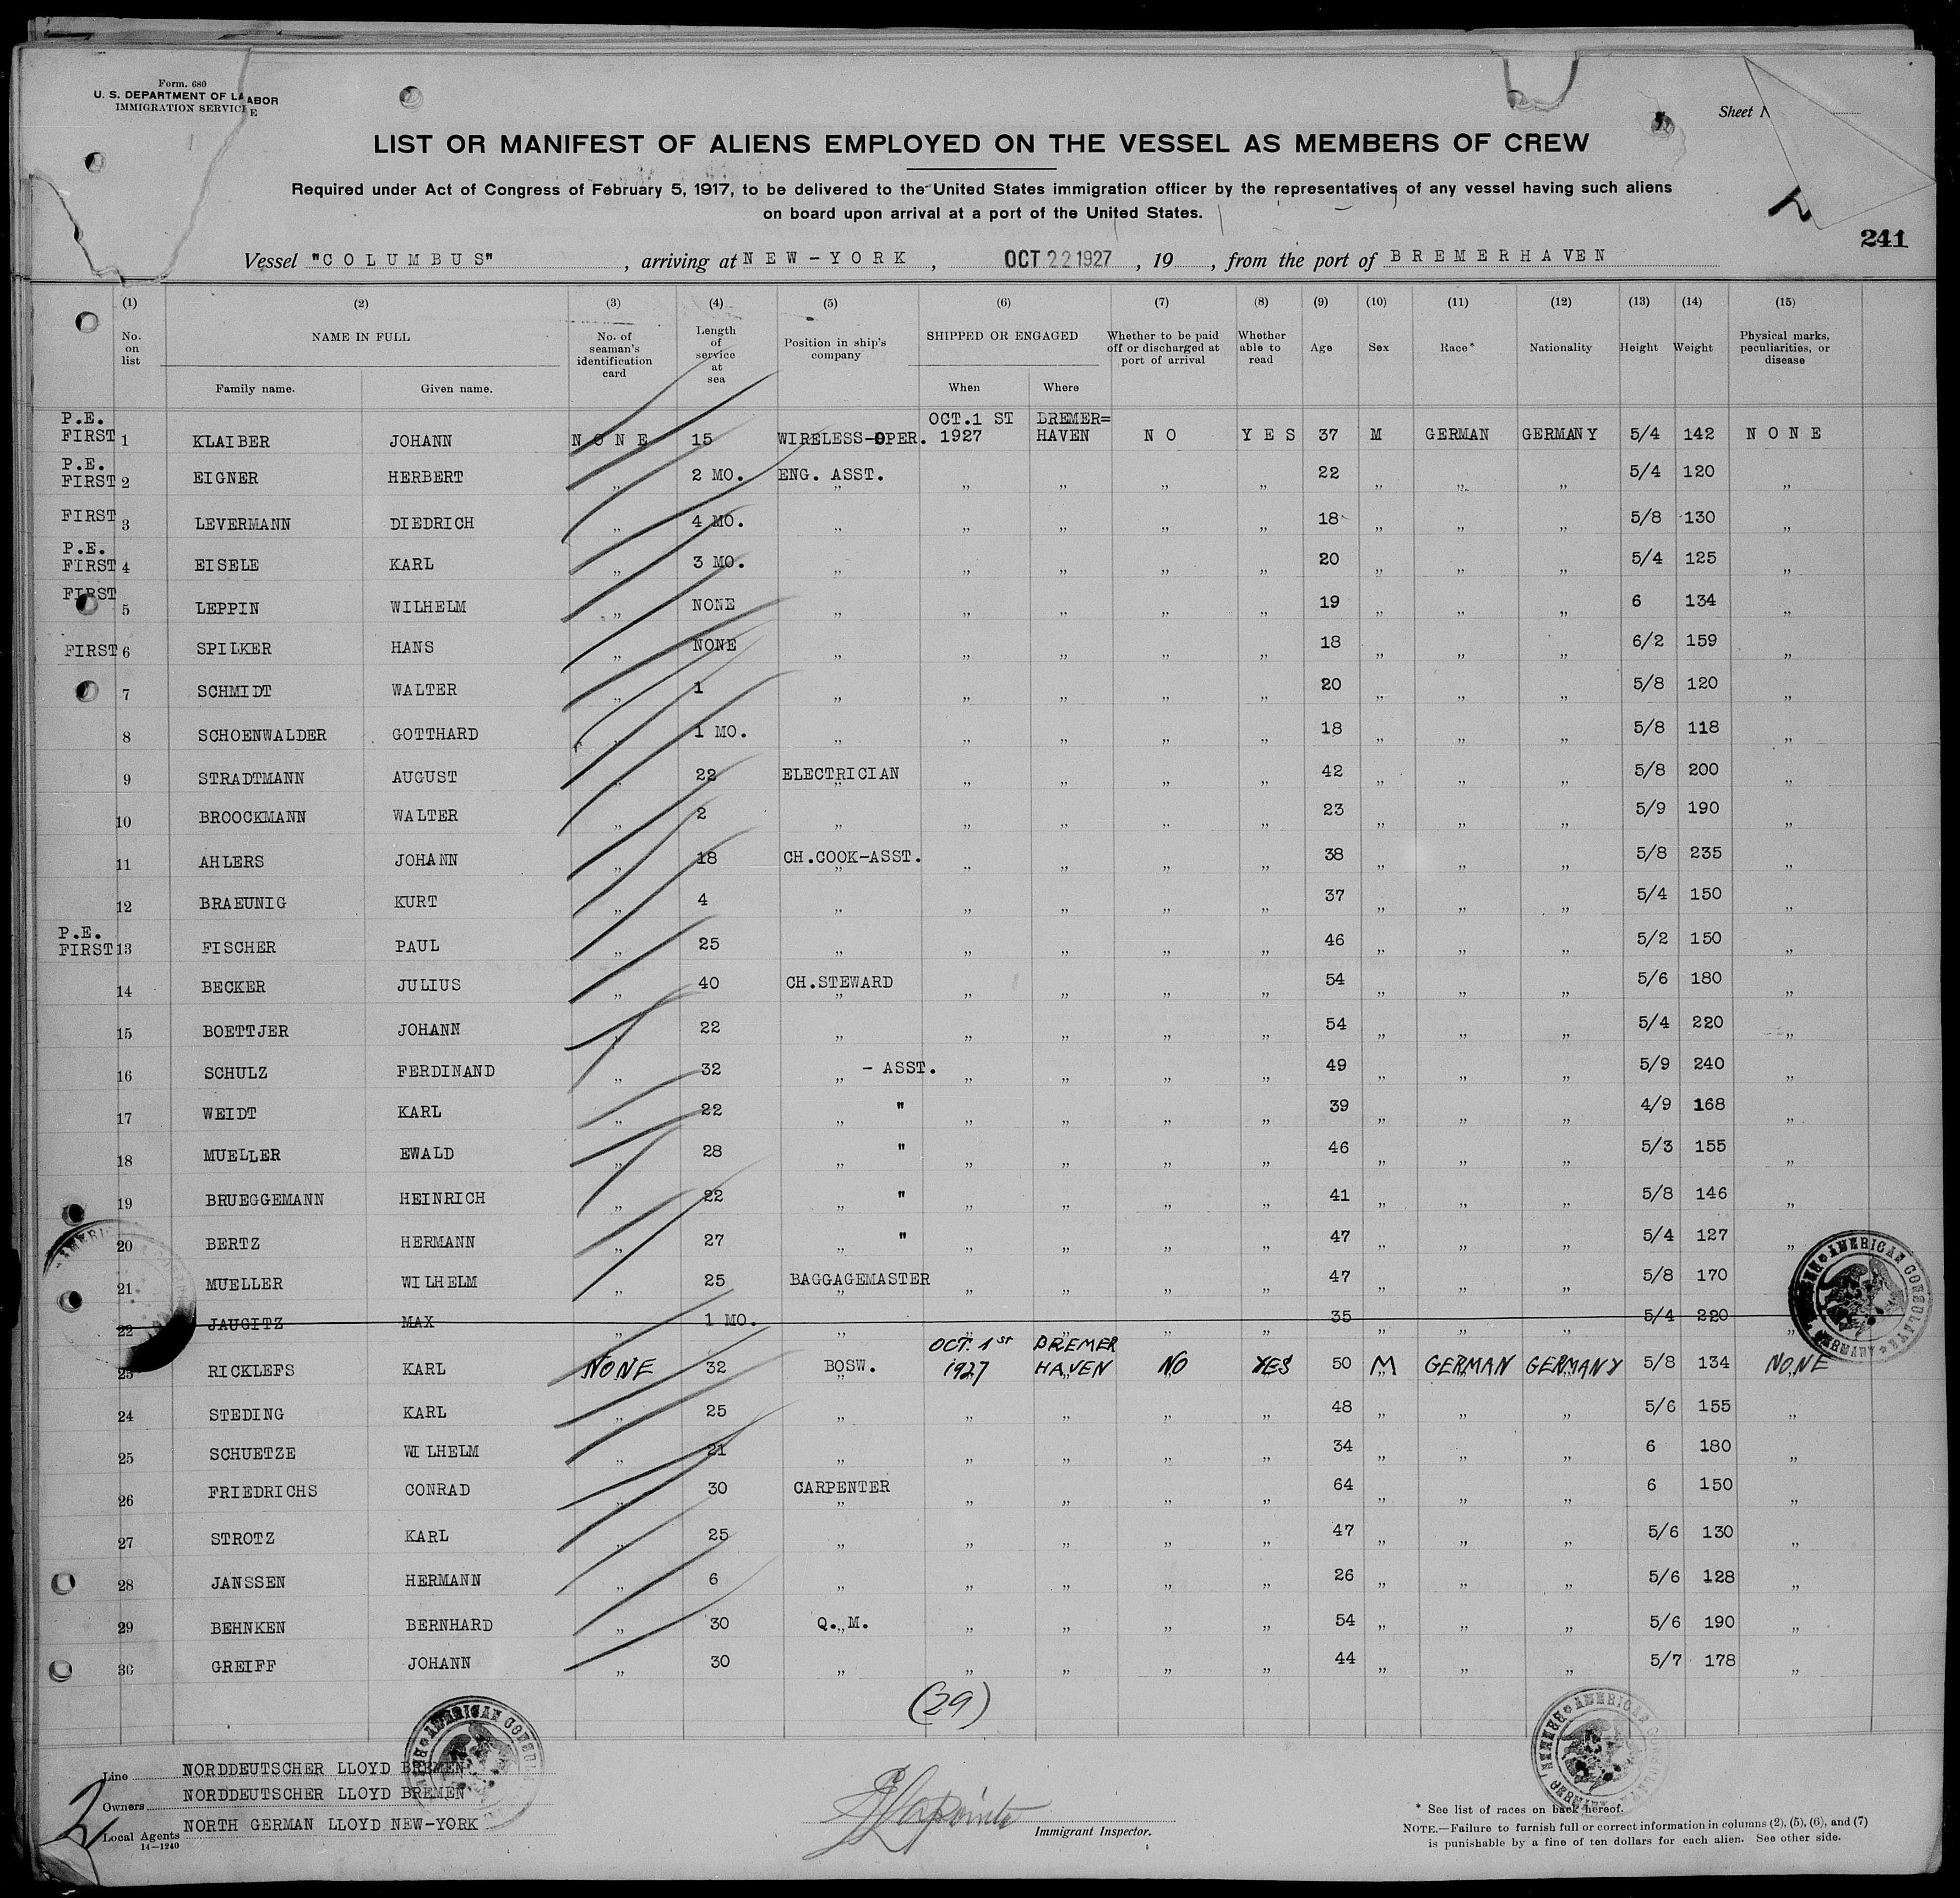 Form. 680
U. S. DEPARTMENT OF LABOR
IMMIGRATION SERVICE
Sheet
LIST OR MANIFEST OF ALIENS EMPLOYED ON THE VESSEL AS MEMBERS OF CREW
Required under Act of Congress of February 5, 1917, to be delivered to the United States immigration officer by the representatives of any vessel having such aliens
on board upon arrival at a port of the United States.
241
Vessel "COLUMBUS", arriving at NEW-YORK, OCT 22 1927, 19, from the port of BREMERHAVEN
(1) (2) (3) (4) (5) (6) (7) (8) (9) (10) (11) (12) (13) (14) (15)
No. on list NAME IN FULL No. of seaman's identification card Length of service at sea Position in ship's company SHIPPED OR ENGAGED Whether to be paid off or discharged at port of arrival Whether able to read Age Sex Race* Nationality Height Weight Physical marks, peculiarities, or disease
Family name. Given name. When Where
P.E. OCT.1 ST BREMER=
FIRST 1 KLAIBER JOHANN NONE 15 WIRELESS-OPER. 1927 HAVEN NO YES 37 M GERMAN GERMANY 5/4 142 NONE
P.E.
FIRST 2 EIGNER HERBERT „ 2 MO. ENG. ASST. „ „ „ „ 22 „ „ „ 5/4 120 „
FIRST 3 LEVERMANN DIEDRICH „ 4 MO. „ „ „ „ „ 18 „ „ „ 5/8 130 „
P.E.
FIRST 4 EISELE KARL „ 3 MO. „ „ „ „ „ 20 „ „ „ 5/4 125 „
FIRST
5 LEPPIN WILHELM „ NONE „ „ „ „ „ 19 „ „ „ 6 134 „
FIRST 6 SPILKER HANS „ NONE „ „ „ „ „ 18 „ „ „ 6/2 159 „
7 SCHMIDT WALTER „ 1 „ „ „ „ „ 20 „ „ „ 5/8 120 „
8 SCHOENWALDER GOTTHARD „ 1 MO. „ „ „ „ „ 18 „ „ „ 5/8 118 „
9 STRADTMANN AUGUST „ 22 ELECTRICIAN „ „ „ „ 42 „ „ „ 5/8 200 „
10 BROOCKMANN WALTER „ 2 „ „ „ „ „ 23 „ „ „ 5/9 190 „
11 AHLERS JOHANN „ 18 CH.COOK-ASST. „ „ „ „ 38 „ „ „ 5/8 235 „
12 BRAEUNIG KURT „ 4 „ „ „ „ „ 37 „ „ „ 5/4 150 „
P.E.
FIRST 13 FISCHER PAUL „ 25 „ „ „ „ „ 46 „ „ „ 5/2 150 „
14 BECKER JULIUS „ 40 CH.STEWARD „ „ „ „ 54 „ „ „ 5/6 180 „
15 BOETTJER JOHANN „ 22 „ „ „ „ „ 54 „ „ „ 5/4 220 „
16 SCHULZ FERDINAND „ 32 „ - ASST. „ „ „ „ 49 „ „ „ 5/9 240 „
17 WEIDT KARL „ 22 „ " „ „ „ „ 39 „ „ „ 4/9 168 „
18 MUELLER EWALD „ 28 „ " „ „ „ „ 46 „ „ „ 5/3 155 „
19 BRUEGGEMANN HEINRICH „ 22 „ " „ „ „ „ 41 „ „ „ 5/8 146 „
20 BERTZ HERMANN „ 27 „ " „ „ „ „ 47 „ „ „ 5/4 127 „
21 MUELLER WILHELM „ 25 BAGGAGEMASTER „ „ „ „ 47 „ „ „ 5/8 170 „
22 JAUGITZ MAX „ 1 MO. „ „ „ „ „ 35 „ „ „ 5/4 220 „
OCT. 1st BREMER
23 RICKLEFS KARL NONE 32 BOSW. 1927 HAVEN NO YES 50 M GERMAN GERMANY 5/8 134 NONE
24 STEDING KARL „ 25 „ „ „ „ „ 48 „ „ „ 5/6 155 „
25 SCHUETZE WILHELM „ 21 „ „ „ „ „ 34 „ „ „ 6 180 „
26 FRIEDRICHS CONRAD „ 30 CARPENTER „ „ „ „ 64 „ „ „ 6 150 „
27 STROTZ KARL „ 25 „ „ „ „ „ 47 „ „ „ 5/6 130 „
28 JANSSEN HERMANN „ 6 „ „ „ „ „ 26 „ „ „ 5/6 128 „
29 BEHNKEN BERNHARD „ 30 Q. M. „ „ „ „ 54 „ „ „ 5/6 190 „
30 GREIFF JOHANN „ 30 „ „ „ „ „ 44 „ „ „ 5/7 178 „
(29)
AMERICAN CONSULATE BREMEN, GERMANY
Line NORDDEUTSCHER LLOYD BREMEN
Owners NORDDEUTSCHER LLOYD BREMEN
Local Agents NORTH GERMAN LLOYD NEW-YORK
14—1240
2
Immigrant Inspector.
* See list of races on back hereof.
NOTE.—Failure to furnish full or correct information in columns (2), (5), (6), and (7)
is punishable by a fine of ten dollars for each alien. See other side.